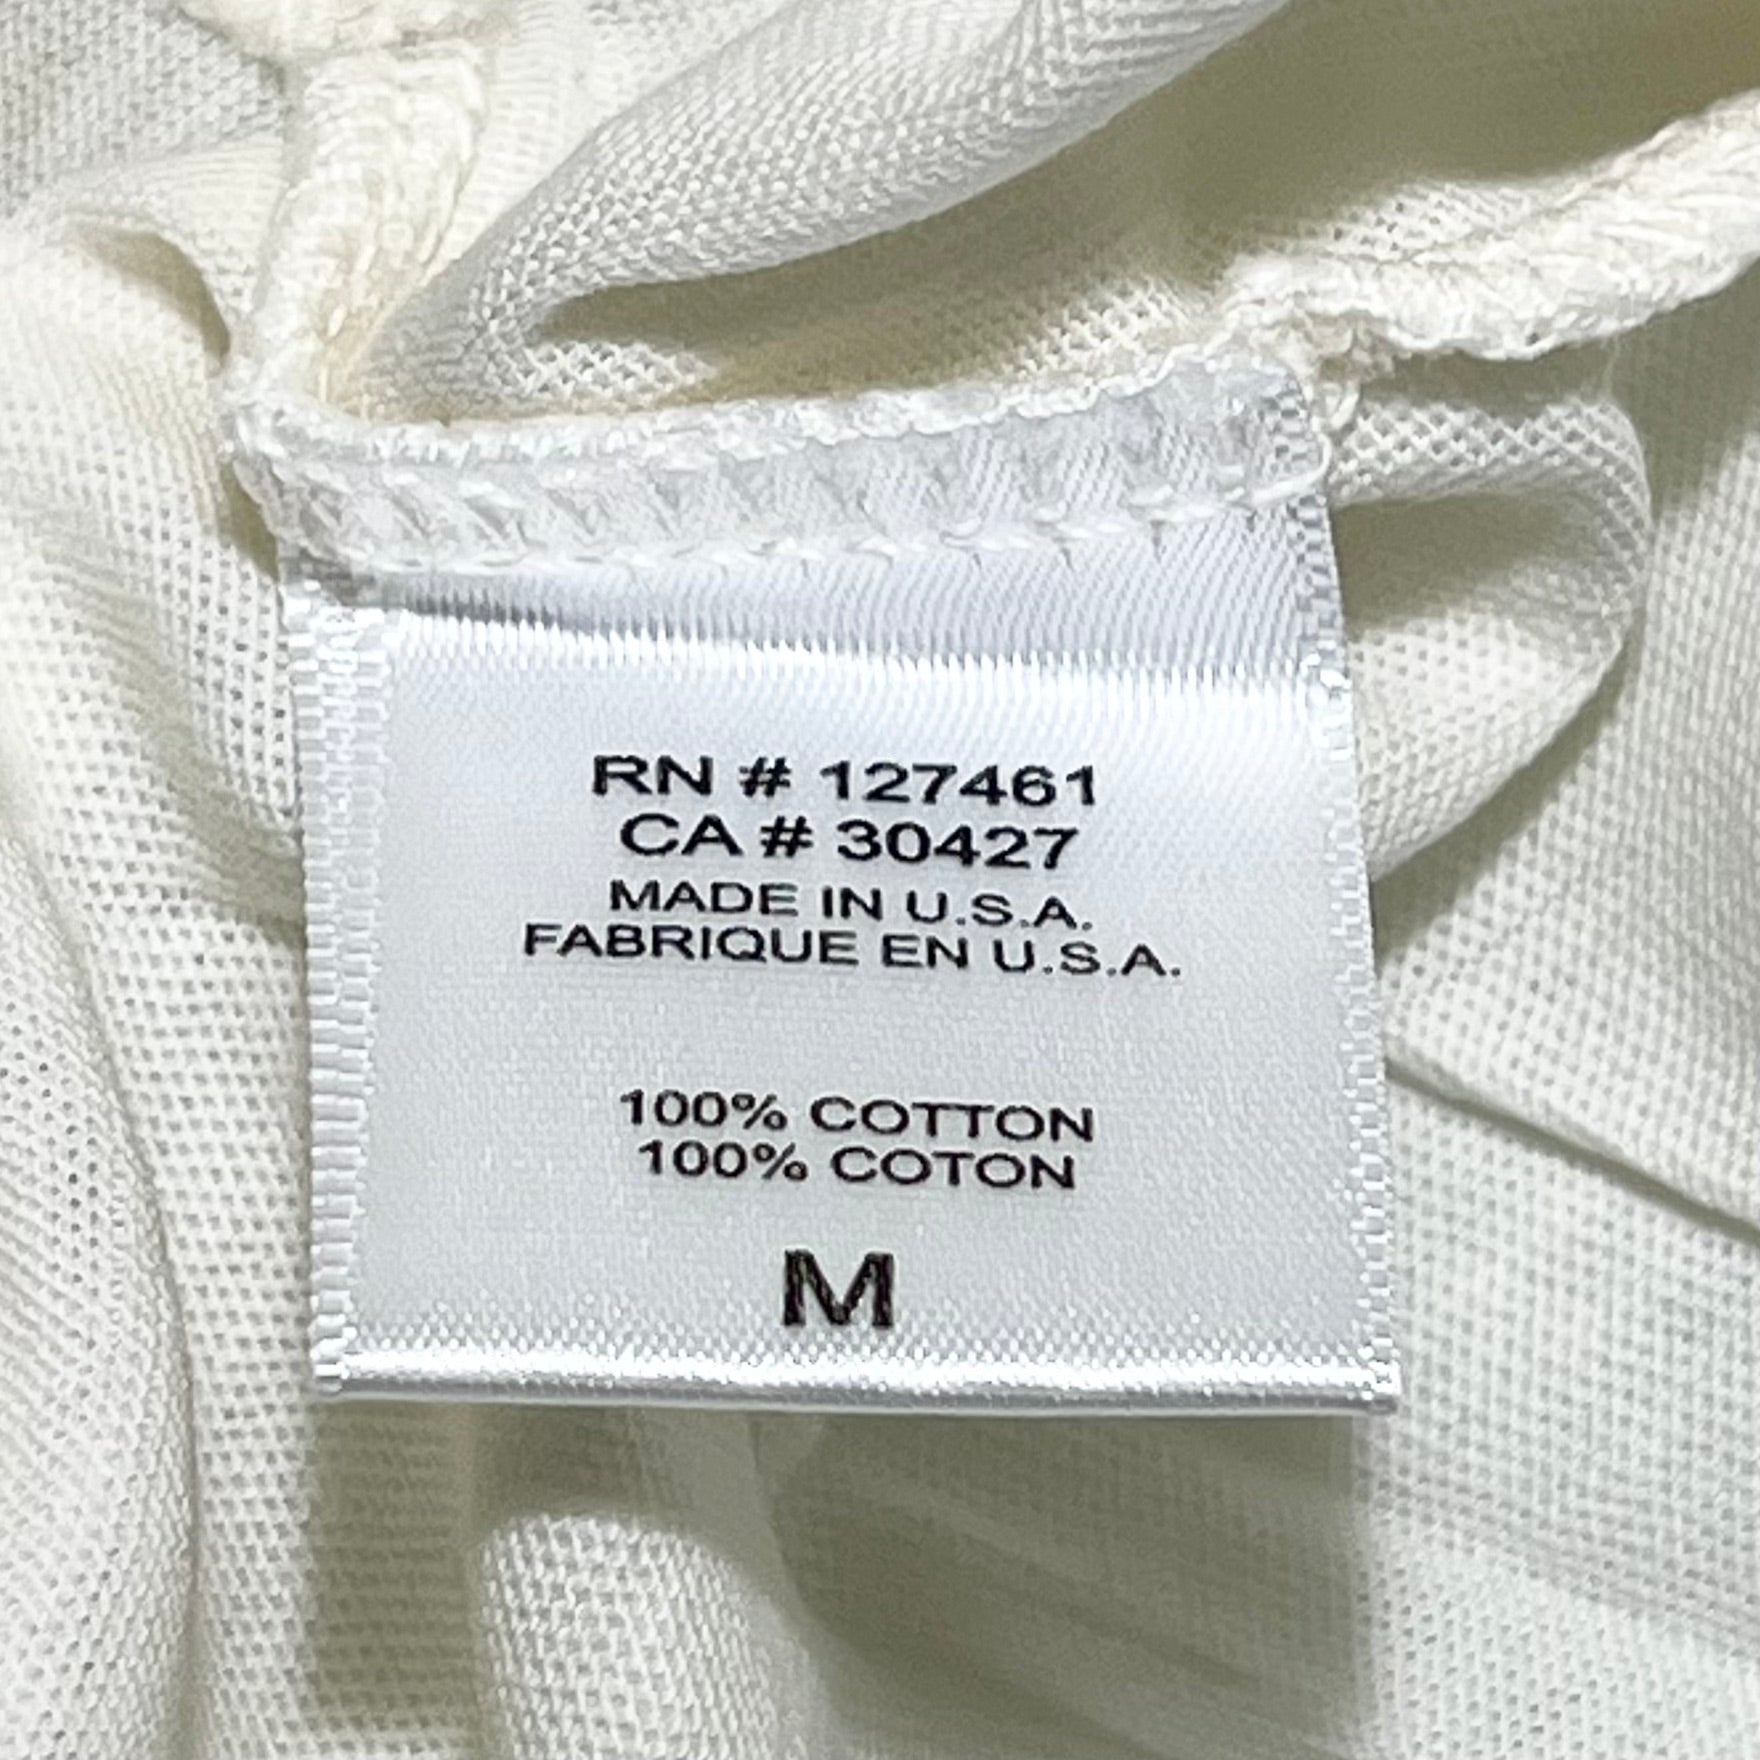 RN # 127461
CA # 30427
MADE IN U.S.A.
FABRIQUE EN U.S.A.
100% COTTON
100% COTON
M